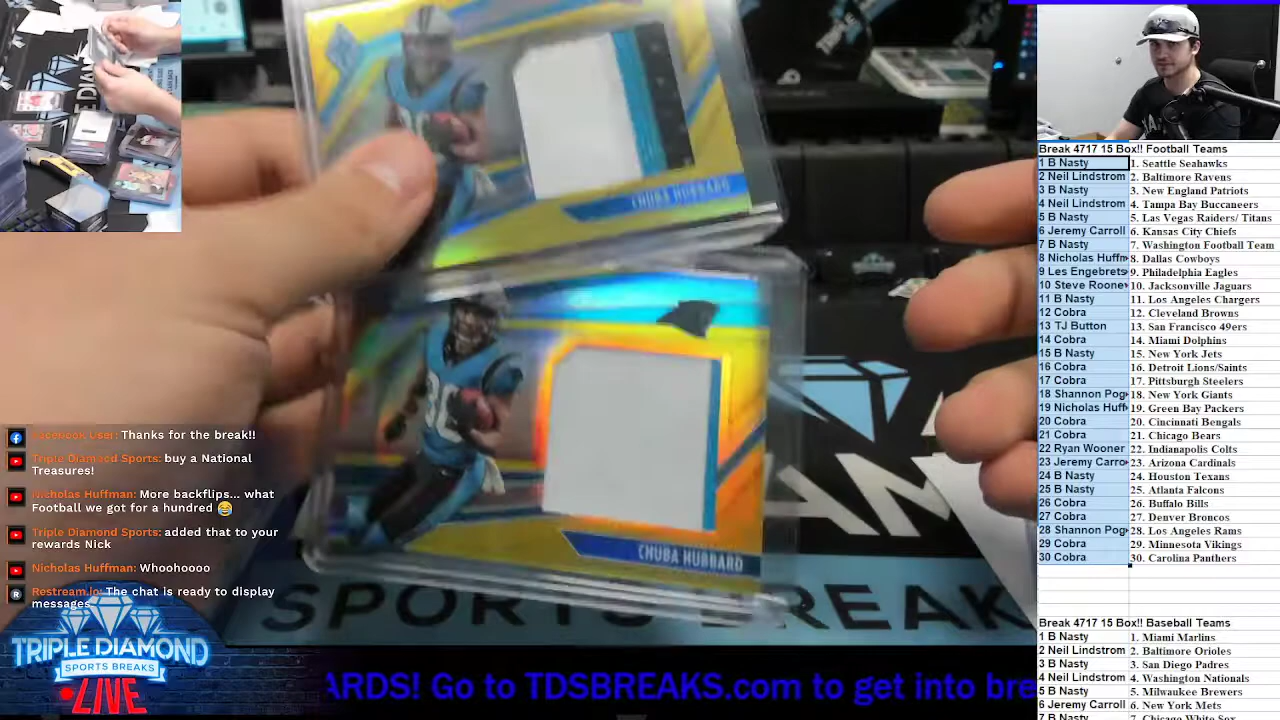 CHUBA HUBBARD
80
CHUBA HUBBARD
SPORTS BREAK
Facebook User: Thanks for the break!!
Triple Diamond Sports: buy a National
Treasures!
Nicholas Huffman: More backflips... what
Football we got for a hundred 😂
Triple Diamond Sports: added that to your
rewards Nick
Nicholas Huffman: Whoohoooo
Restream.io: The chat is ready to display
messages
TRIPLE DIAMOND
SPORTS BREAKS
LIVE
ARDS! Go to TDSBREAKS.com to get info
Break 4717 15 Box!! Football Teams
1 B Nasty 1. Seattle Seahawks
2 Neil Lindstrom 2. Baltimore Ravens
3 B Nasty 3. New England Patriots
4 Neil Lindstrom 4. Tampa Bay Buccaneers
5 B Nasty 5. Las Vegas Raiders/ Titans
6 Jeremy Carroll 6. Kansas City Chiefs
7 B Nasty 7. Washington Football Team
8 Nicholas Huffm 8. Dallas Cowboys
9 Les Engebrets 9. Philadelphia Eagles
10 Steve Roone 10. Jacksonville Jaguars
11 B Nasty 11. Los Angeles Chargers
12 Cobra 12. Cleveland Browns
13 TJ Button 13. San Francisco 49ers
14 Cobra 14. Miami Dolphins
15 B Nasty 15. New York Jets
16 Cobra 16. Detroit Lions/Saints
17 Cobra 17. Pittsburgh Steelers
18 Shannon Pog 18. New York Giants
19 Nicholas Huff 19. Green Bay Packers
20 Cobra 20. Cincinnati Bengals
21 Cobra 21. Chicago Bears
22 Ryan Wooner 22. Indianapolis Colts
23 Jeremy Carro 23. Arizona Cardinals
24 B Nasty 24. Houston Texans
25 B Nasty 25. Atlanta Falcons
26 Cobra 26. Buffalo Bills
27 Cobra 27. Denver Broncos
28 Shannon Pog 28. Los Angeles Rams
29 Cobra 29. Minnesota Vikings
30 Cobra 30. Carolina Panthers
Break 4717 15 Box!! Baseball Teams
1 B Nasty 1. Miami Marlins
2 Neil Lindstrom 2. Baltimore Orioles
3 B Nasty 3. San Diego Padres
4 Neil Lindstrom 4. Washington Nationals
5 B Nasty 5. Milwaukee Brewers
6 Jeremy Carroll 6. New York Mets
7 B Nasty 7. Chicago White Sox